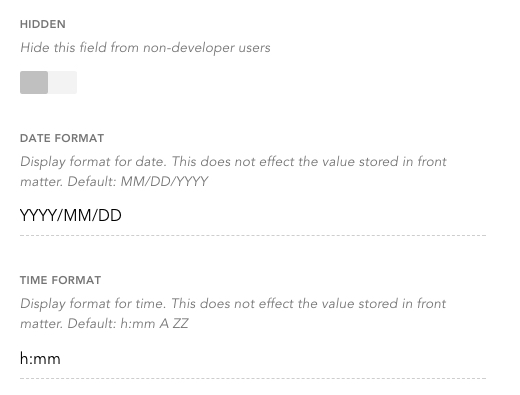 HIDDEN
Hide this field from non-developer users
DATE FORMAT
Display format for date. This does not effect the value stored in front
matter. Default: MM/DD/YYYY
YYYY/MM/DD
TIME FORMAT
Display format for time. This does not effect the value stored in front
matter. Default: h:mm A ZZ
h:mm